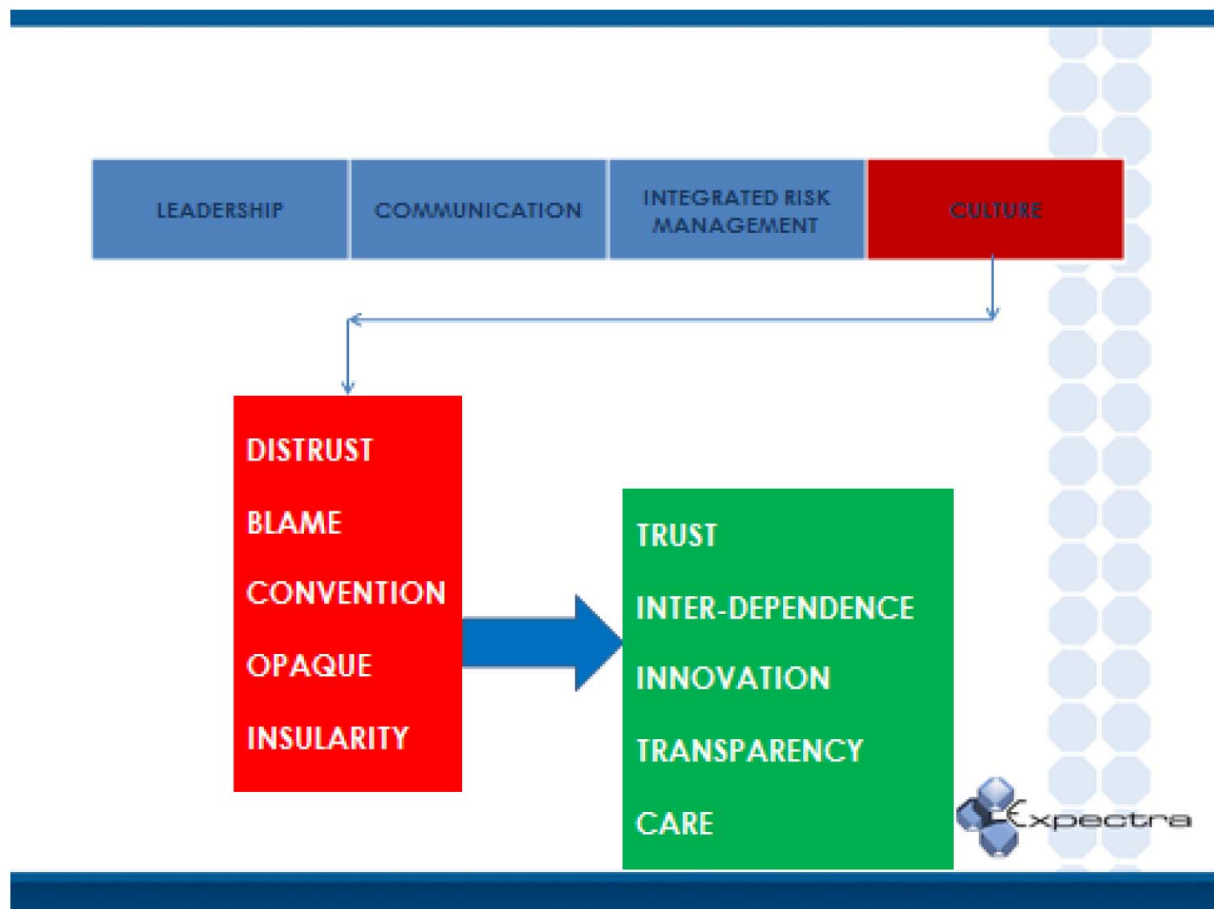 LEADERSHIP
COMMUNICATION
INTEGRATED RISK
MANAGEMENT
CULTURE
DISTRUST
BLAME
CONVENTION
OPAQUE
INSULARITY
TRUST
INTER-DEPENDENCE
INNOVATION
TRANSPARENCY
CARE
Expectra